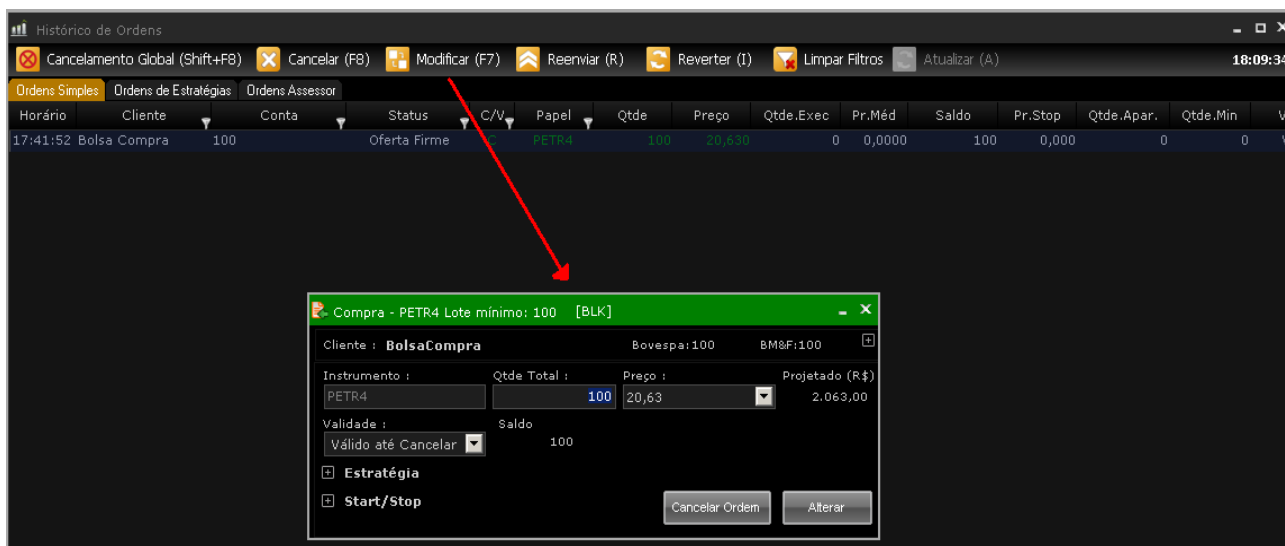 Histórico de Ordens
Cancelamento Global (Shift+F8) Cancelar (F8) Modificar (F7) Reenviar (R) Reverter (I) Limpar Filtros Atualizar (A) 18:09:34
Ordens Simples Ordens de Estratégias Ordens Assessor
Horário Cliente Conta Status C/V Papel Qtde Preço Qtde.Exec Pr.Méd Saldo Pr.Stop Qtde.Apar. Qtde.Min V
17:41:52 Bolsa Compra 100 Oferta Firme C PETR4 100 20,630 0 0,0000 100 0,000 0 0
Compra - PETR4 Lote mínimo: 100 [BLK]
Cliente : BolsaCompra Bovespa:100 BM&F:100
Instrumento : Qtde Total : Preço : Projetado (R$)
PETR4 100 20,63 2.063,00
Validade : Saldo
Válido até Cancelar 100
Estratégia
Start/Stop
Cancelar Ordem Alterar